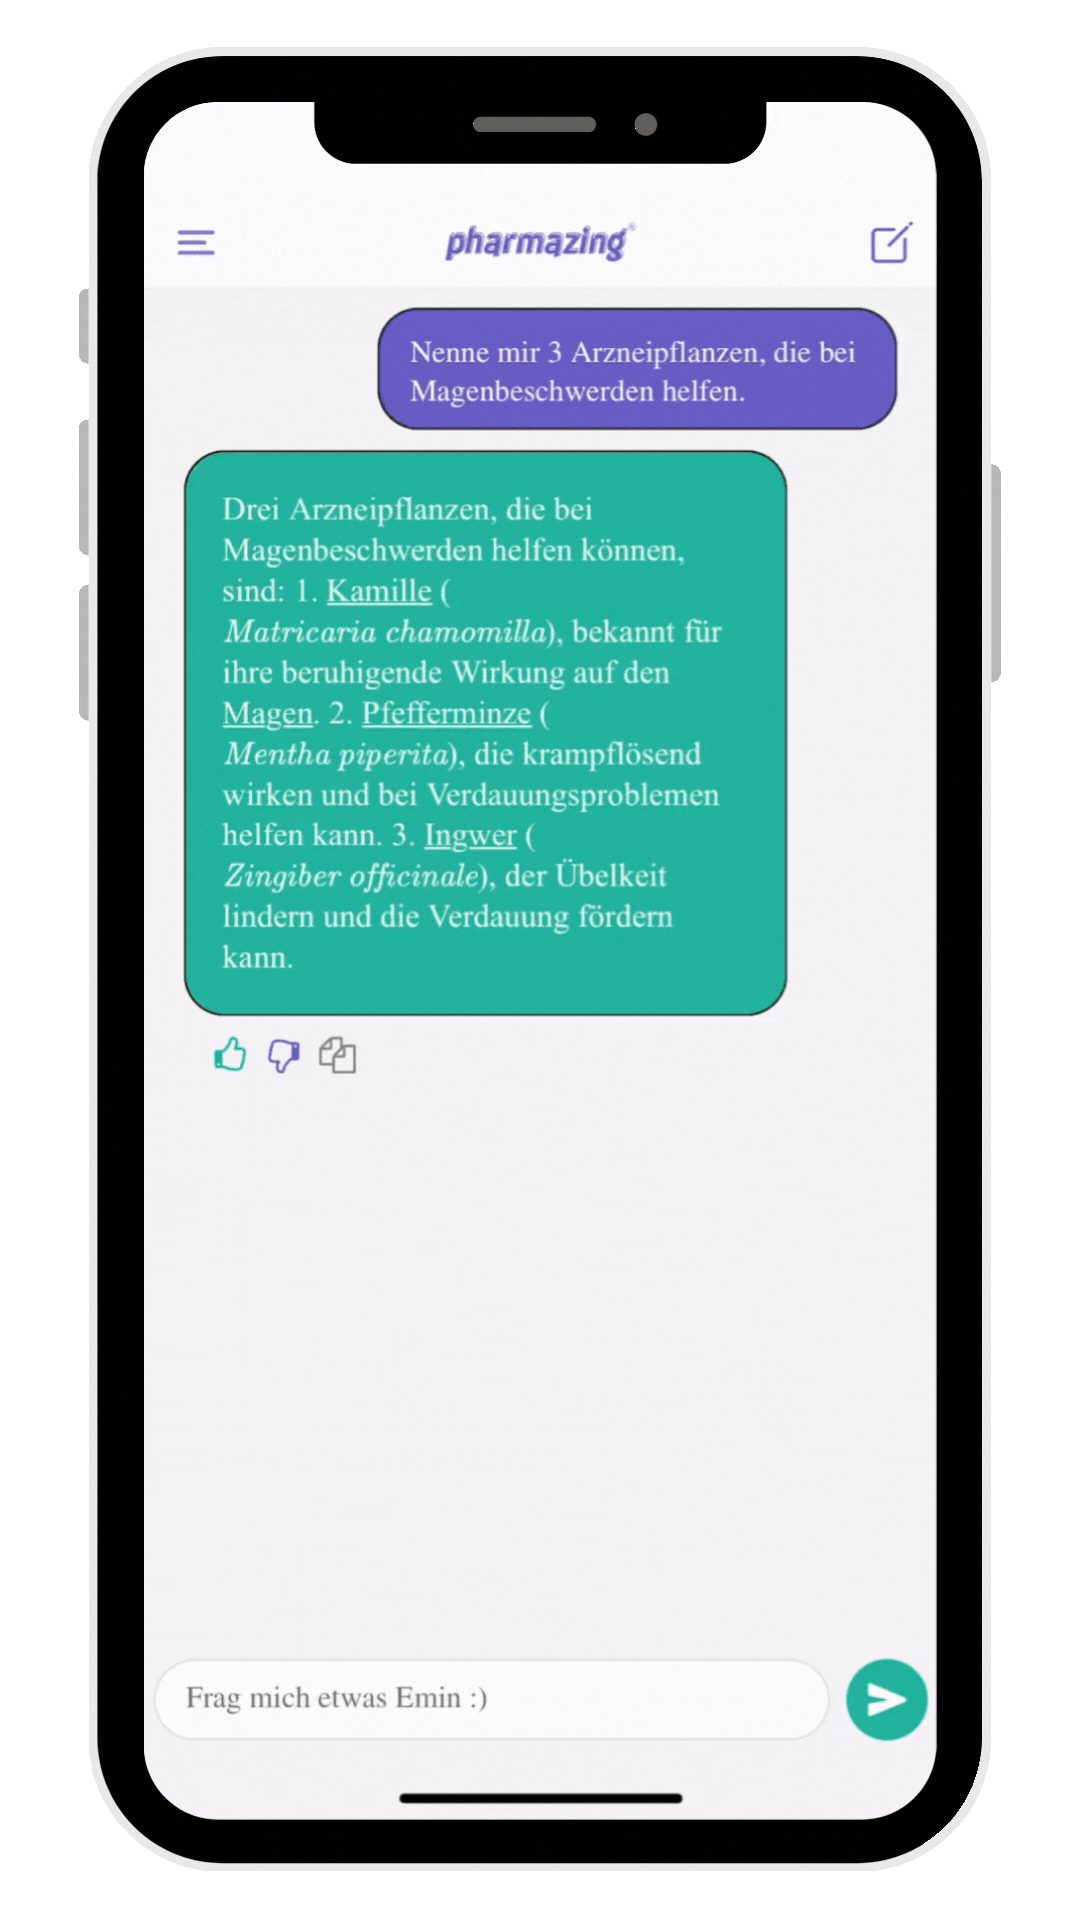 pharmazing®
Nenne mir 3 Arzneipflanzen, die bei
Magenbeschwerden helfen.
Drei Arzneipflanzen, die bei
Magenbeschwerden helfen können,
sind: 1. Kamille (
Matricaria chamomilla), bekannt für
ihre beruhigende Wirkung auf den
Magen. 2. Pfefferminze (
Mentha piperita), die krampflösend
wirken und bei Verdauungsproblemen
helfen kann. 3. Ingwer (
Zingiber officinale), der Übelkeit
lindern und die Verdauung fördern
kann.
Frag mich etwas Emin :)